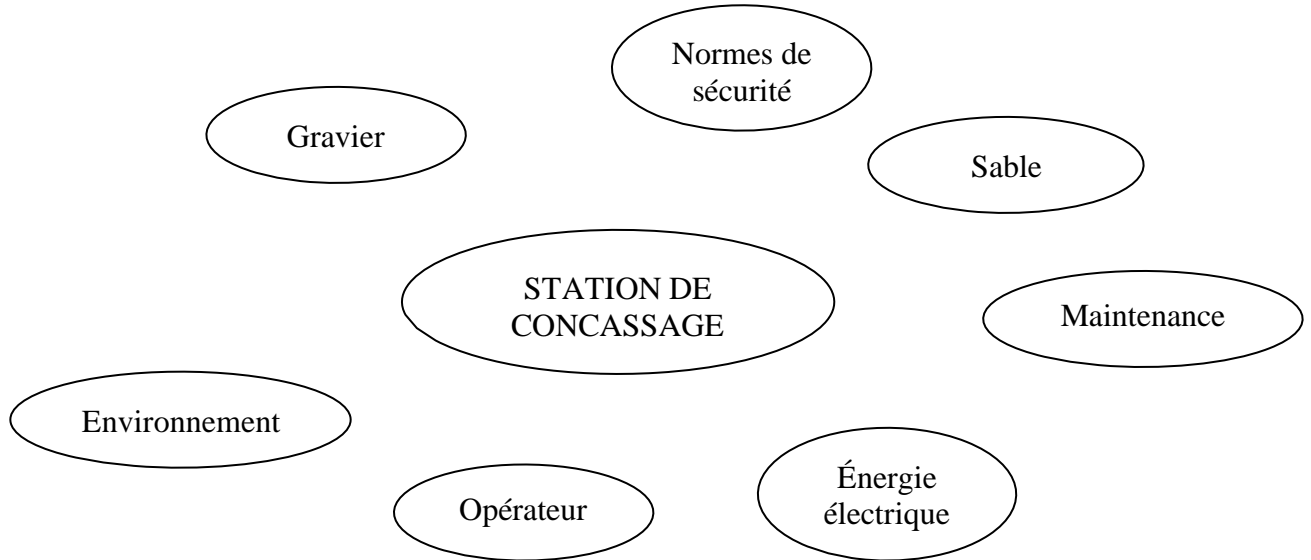 Normes de
sécurité
Gravier
Sable
STATION DE
CONCASSAGE
Maintenance
Environnement
Énergie
électrique
Opérateur